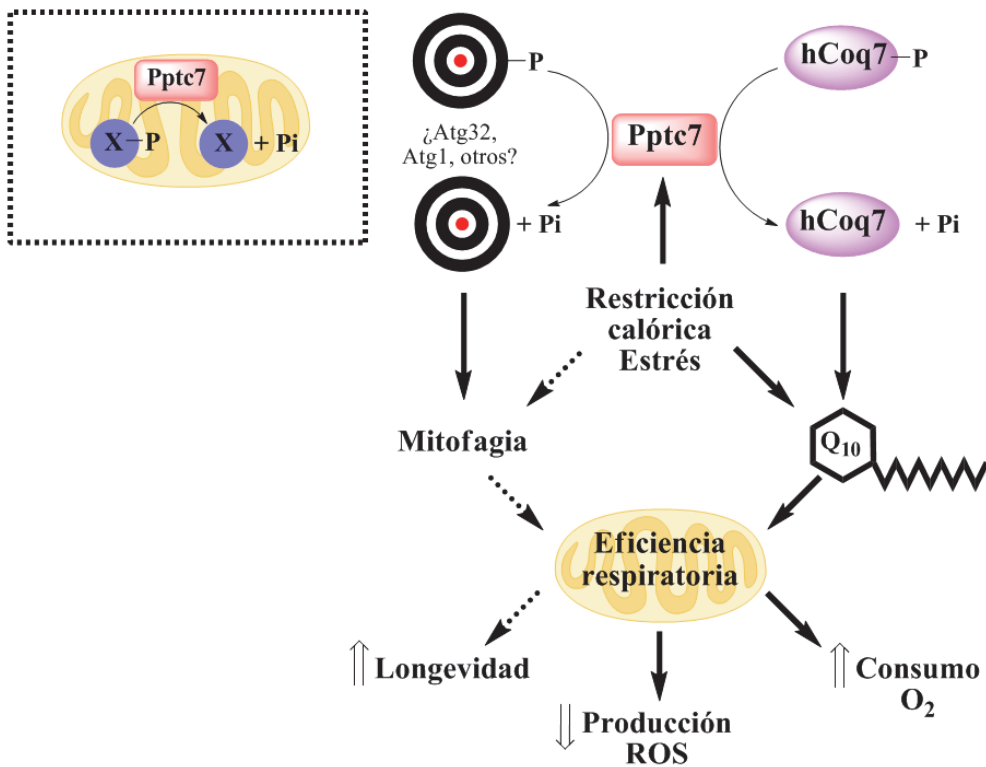 Pptc7
X-P
X + Pi
P
hCoq7-P
¿Atg32,
Atg1, otros?
Pptc7
+ Pi
hCoq7 + Pi
Restricción
calórica
Estrés
Mitofagia
Q10
Eficiencia
respiratoria
Longevidad
Consumo
O2
Producción
ROS